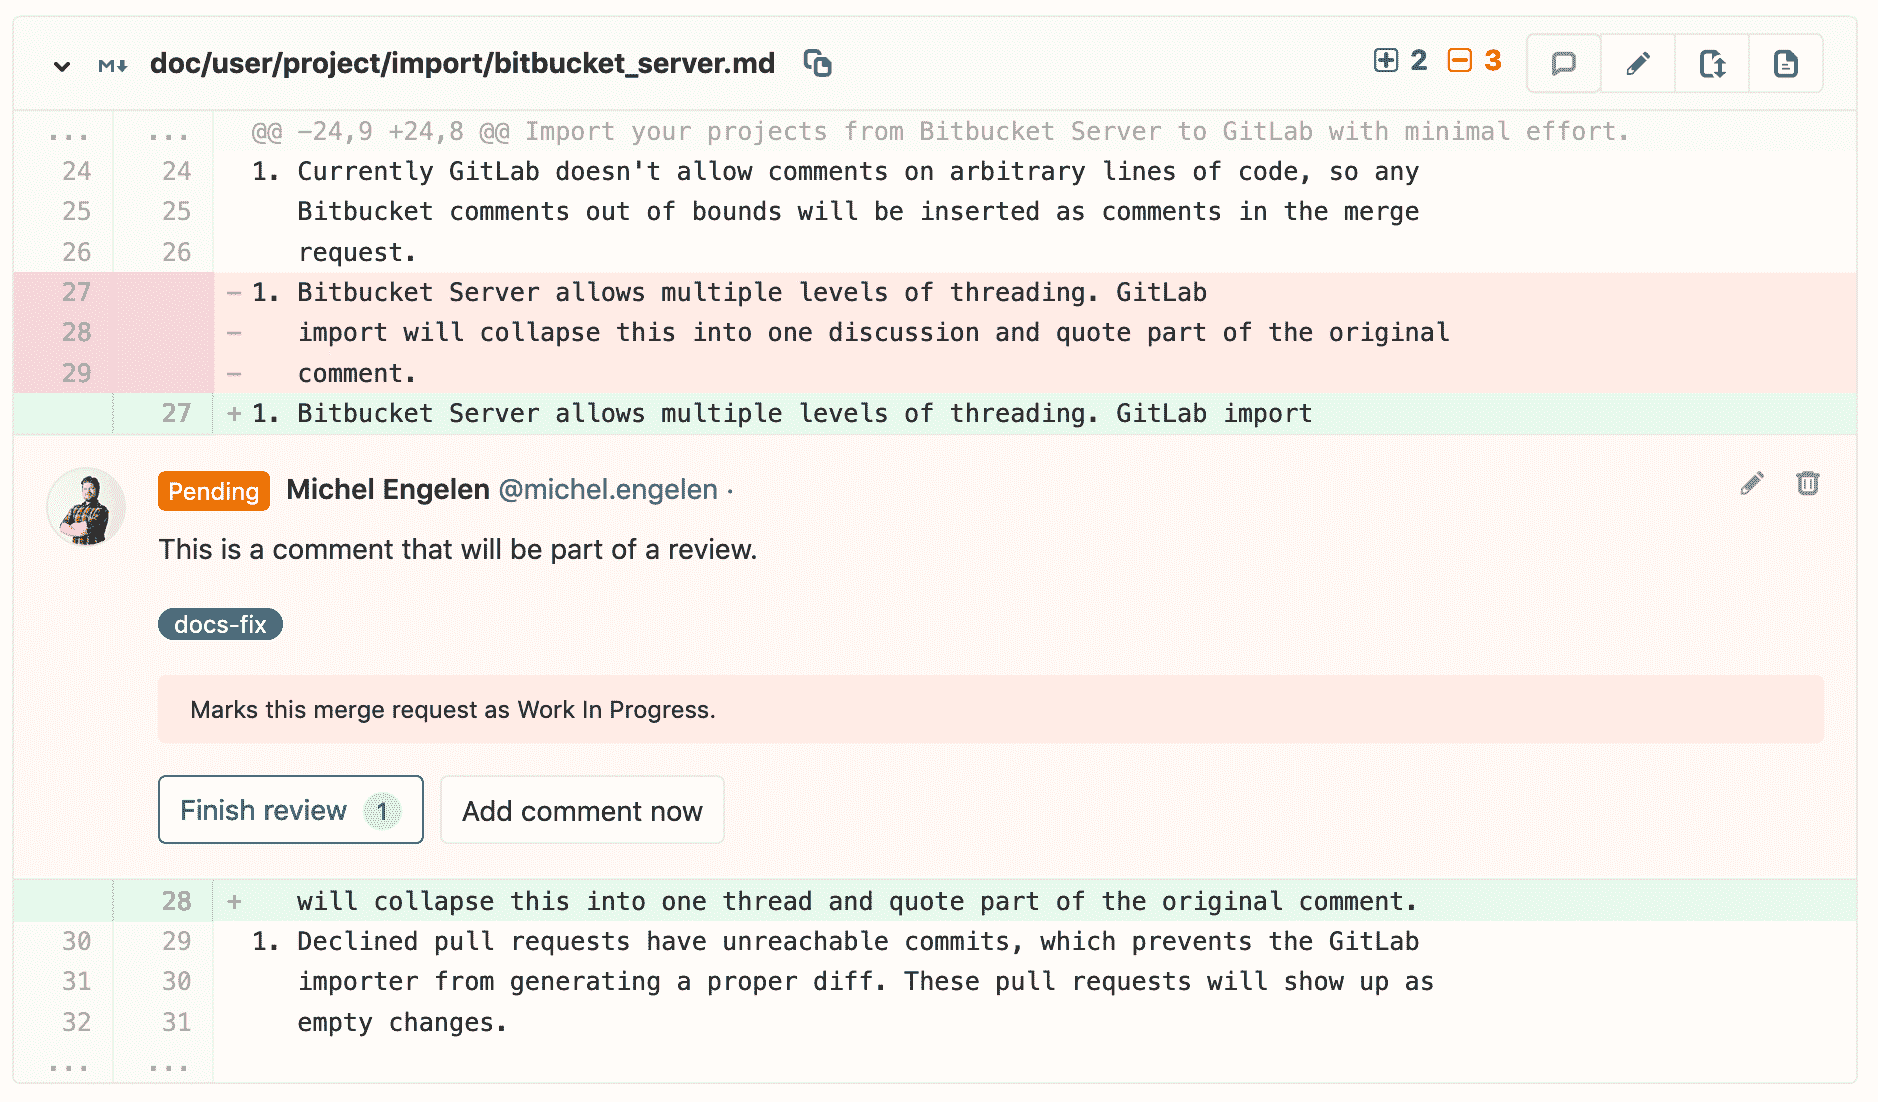 doc/user/project/import/bitbucket_server.md 2 3
... ... @@ -24,9 +24,8 @@ Import your projects from Bitbucket Server to GitLab with minimal effort.
24 24 1. Currently GitLab doesn't allow comments on arbitrary lines of code, so any
25 25 Bitbucket comments out of bounds will be inserted as comments in the merge
26 26 request.
27 - 1. Bitbucket Server allows multiple levels of threading. GitLab
28 - import will collapse this into one discussion and quote part of the original
29 - comment.
27 + 1. Bitbucket Server allows multiple levels of threading. GitLab import
Pending Michel Engelen @michel.engelen ·
This is a comment that will be part of a review.
docs-fix
Marks this merge request as Work In Progress.
Finish review 1 Add comment now
28 + will collapse this into one thread and quote part of the original comment.
30 29 1. Declined pull requests have unreachable commits, which prevents the GitLab
31 30 importer from generating a proper diff. These pull requests will show up as
32 31 empty changes.
... ...